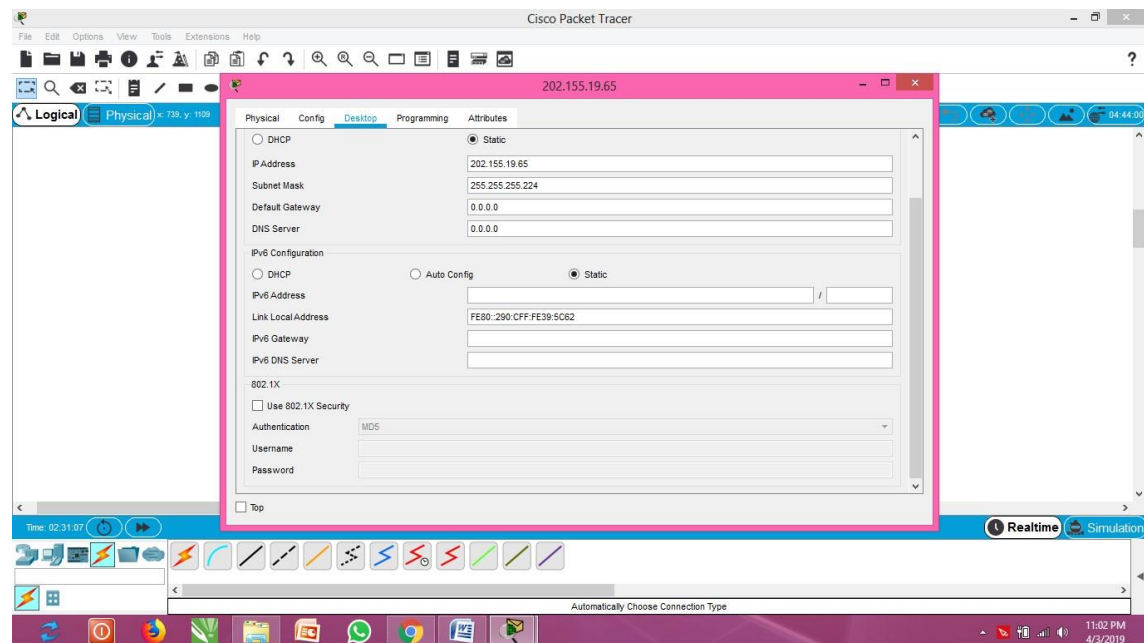 Cisco Packet Tracer
File Edit Options View Tools Extensions Help
?
202.155.19.65
Logical Physical x: 739, y: 1109
04:44:00
Physical Config Desktop Programming Attributes
DHCP Static
IP Address 202.155.19.65
Subnet Mask 255.255.255.224
Default Gateway 0.0.0.0
DNS Server 0.0.0.0
IPv6 Configuration
DHCP Auto Config Static
IPv6 Address /
Link Local Address FE80::290:CFF:FE39:5C62
IPv6 Gateway
IPv6 DNS Server
802.1X
Use 802.1X Security
Authentication MD5
Username
Password
Top
Time: 02:31:07 Realtime Simulation
Automatically Choose Connection Type
11:02 PM
4/3/2019